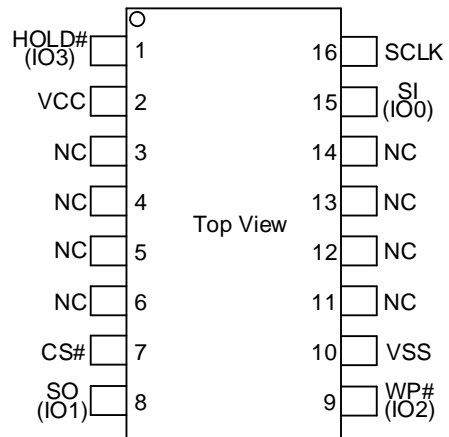 HOLD#
(IO3)
1
16
SCLK
VCC
2
15
SI
(IO0)
NC
3
14
NC
NC
4
13
NC
Top View
NC
5
12
NC
NC
6
11
NC
CS#
7
10
VSS
SO
(IO1)
8
9
WP#
(IO2)